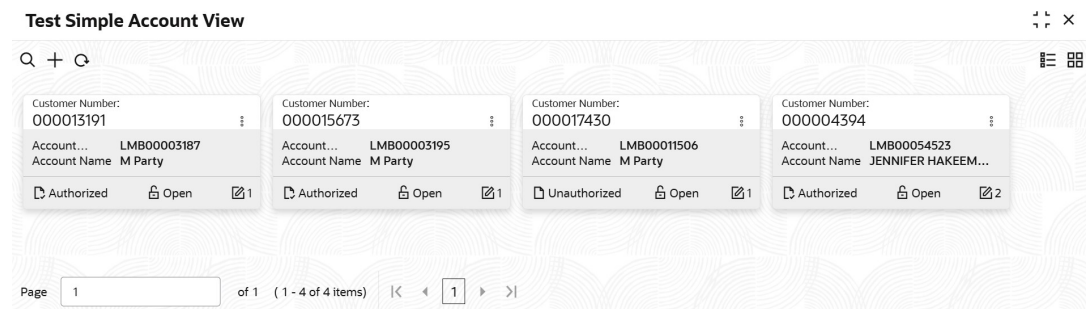 Test Simple Account View
Customer Number:
000013191
Account... LMB00003187
Account Name M Party
Authorized Open 1
Customer Number:
000015673
Account... LMB00003195
Account Name M Party
Authorized Open 1
Customer Number:
000017430
Account... LMB00011506
Account Name M Party
Unauthorized Open 1
Customer Number:
000004394
Account... LMB00054523
Account Name JENNIFER HAKEEM...
Authorized Open 2
Page 1 of 1 ( 1 - 4 of 4 items) 1